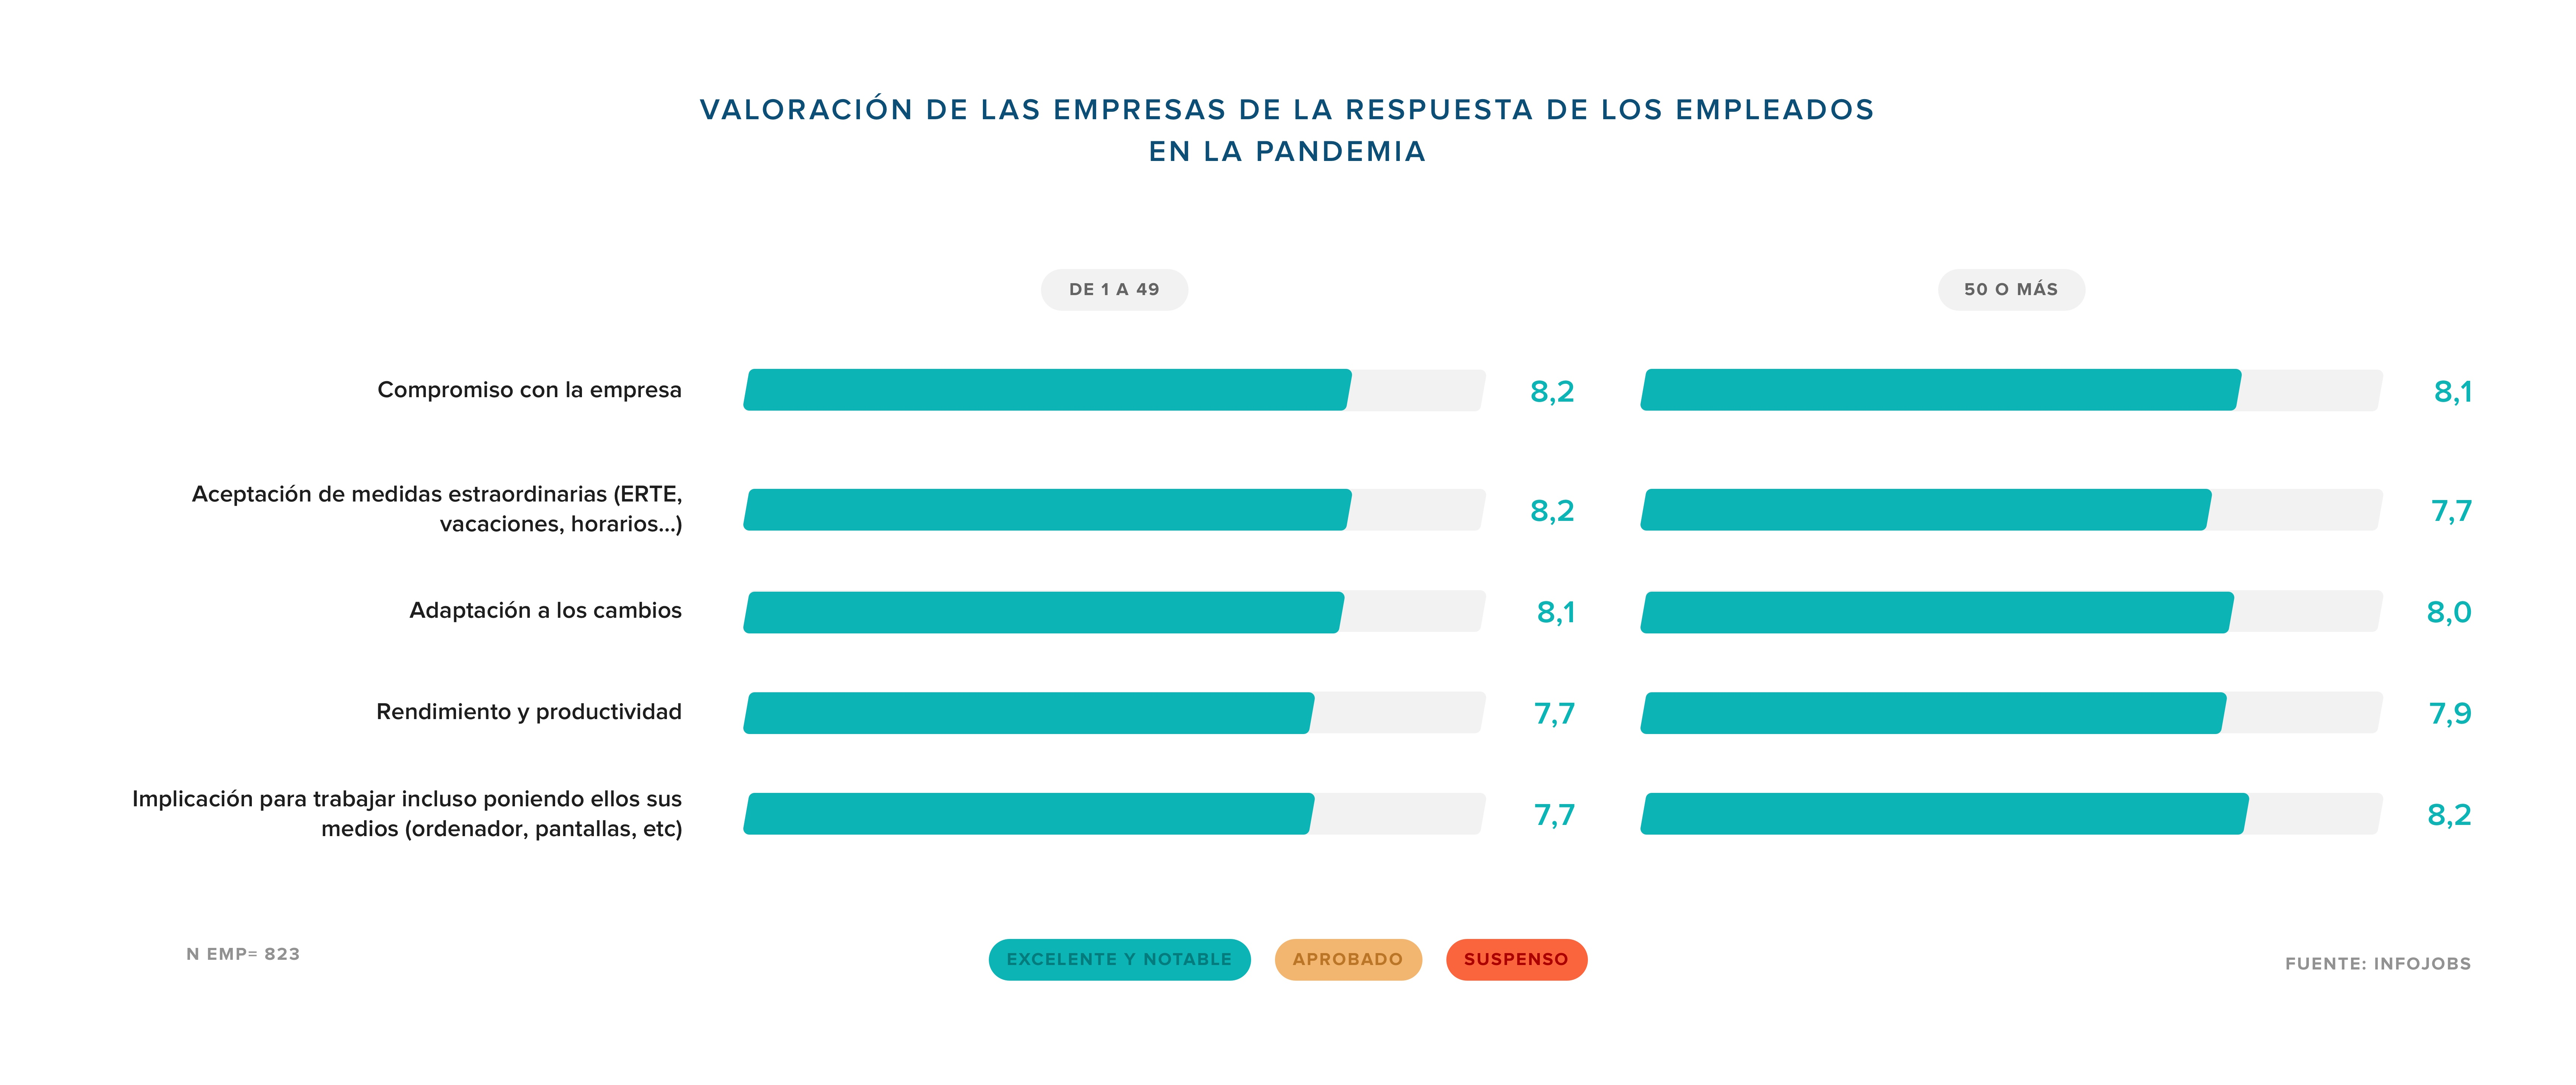 VALORACIÓN DE LAS EMPRESAS DE LA RESPUESTA DE LOS EMPLEADOS
EN LA PANDEMIA
DE 1 A 49
50 O MÁS
Compromiso con la empresa
8,2
8,1
Aceptación de medidas estraordinarias (ERTE,
vacaciones, horarios...)
8,2
7,7
Adaptación a los cambios
8,1
8,0
Rendimiento y productividad
7,7
7,9
Implicación para trabajar incluso poniendo ellos sus
medios (ordenador, pantallas, etc)
7,7
8,2
N EMP= 823
EXCELENTE Y NOTABLE
APROBADO
SUSPENSO
FUENTE: INFOJOBS